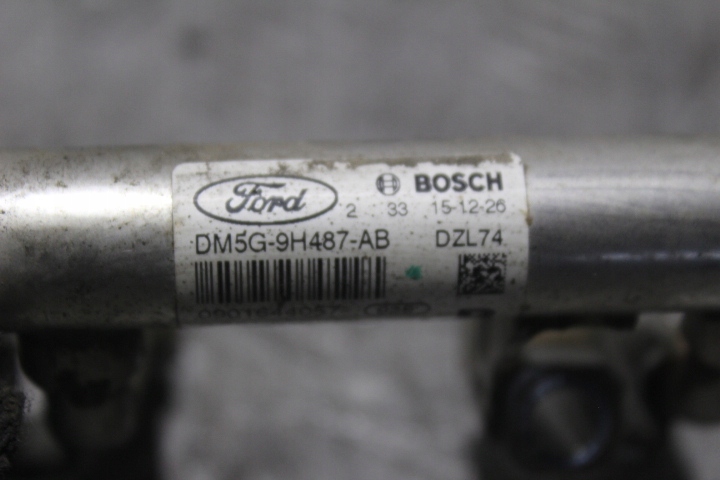 Ford BOSCH
2 33 15-12-26
DM5G-9H487-AB DZL74